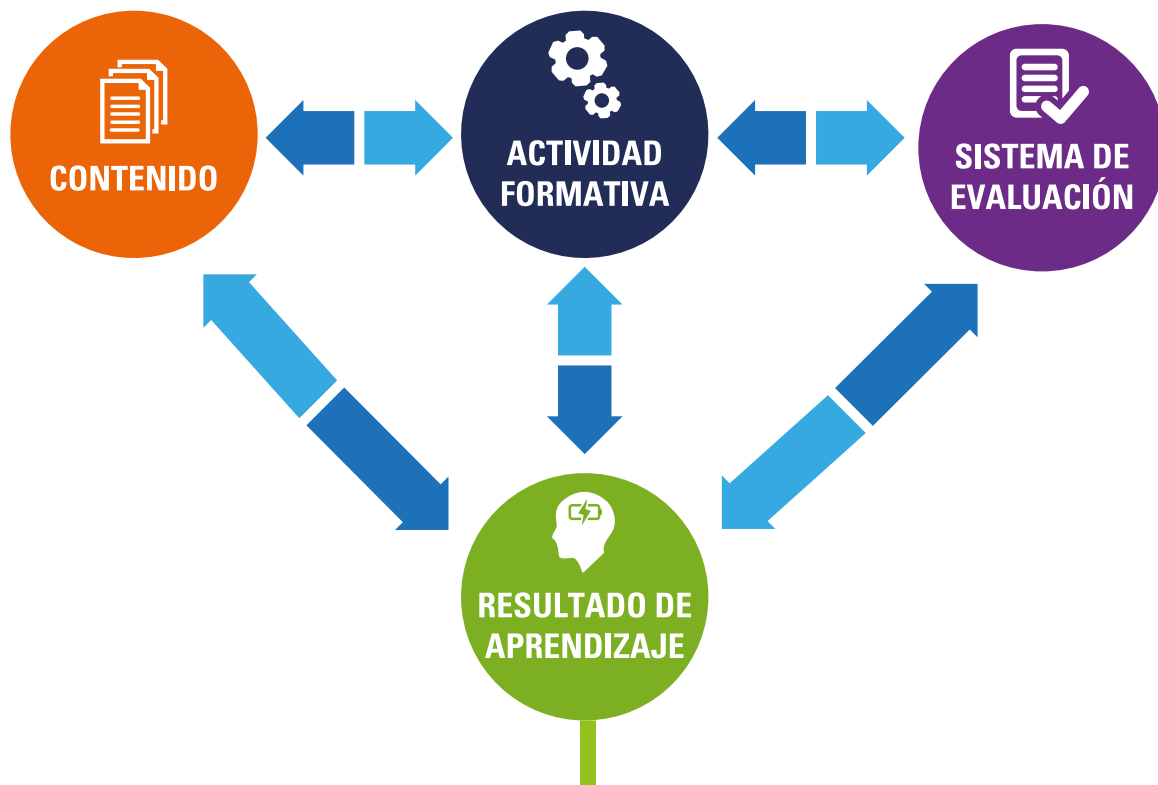 CONTENIDO
ACTIVIDAD
FORMATIVA
SISTEMA DE
EVALUACIÓN
RESULTADO DE
APRENDIZAJE